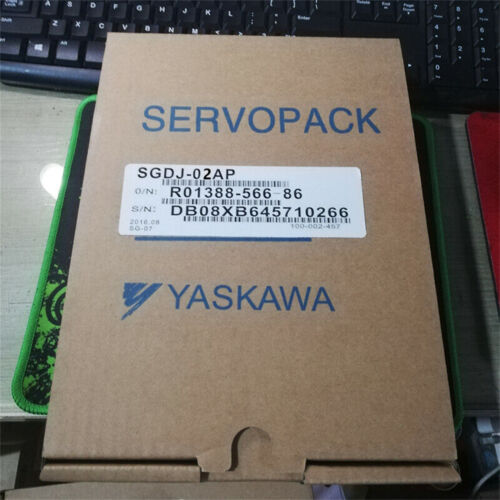 SERVOPACK
SGDJ-02AP
O/N: R01388-566-86
S/N: DB08XB645710266
2016.08
SG-07 100-002-457
YASKAWA